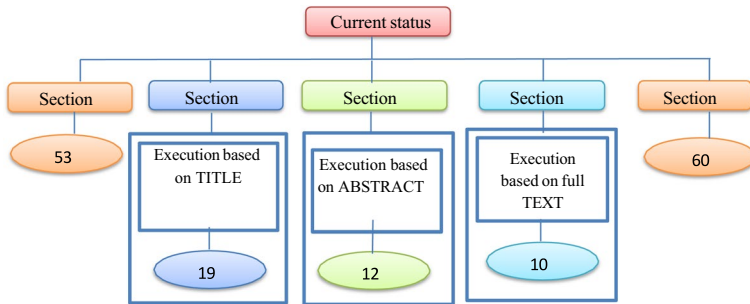 Current status
Section
Section
Section
Section
Section
53
Execution based
on TITLE
Execution based
on ABSTRACT
Execution
based on full
TEXT
60
19
12
10